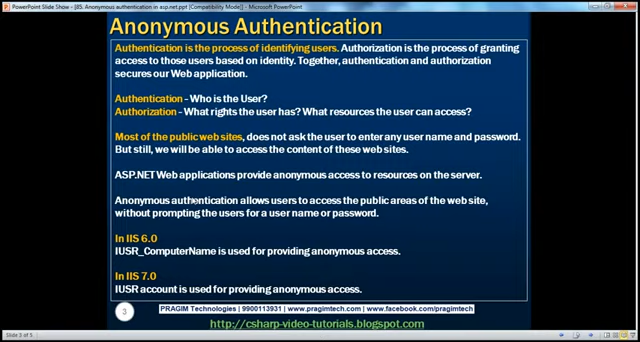 PowerPoint Slide Show - [85. Anonymous authentication in asp.net.ppt [Compatibility Mode]] - Microsoft PowerPoint
Anonymous Authentication
Authentication is the process of identifying users. Authorization is the process of granting
access to those users based on identity. Together, authentication and authorization
secures our Web application.
Authentication - Who is the User?
Authorization - What rights the user has? What resources the user can access?
Most of the public web sites, does not ask the user to enter any user name and password.
But still, we will be able to access the content of these web sites.
ASP.NET Web applications provide anonymous access to resources on the server.
Anonymous authentication allows users to access the public areas of the web site,
without prompting the users for a user name or password.
In IIS 6.0
IUSR_ComputerName is used for providing anonymous access.
In IIS 7.0
IUSR account is used for providing anonymous access.
3
PRAGIM Technologies | 9900113931 | www.pragimtech.com | www.facebook.com/pragimtech
http://csharp-video-tutorials.blogspot.com
Slide 3 of 5